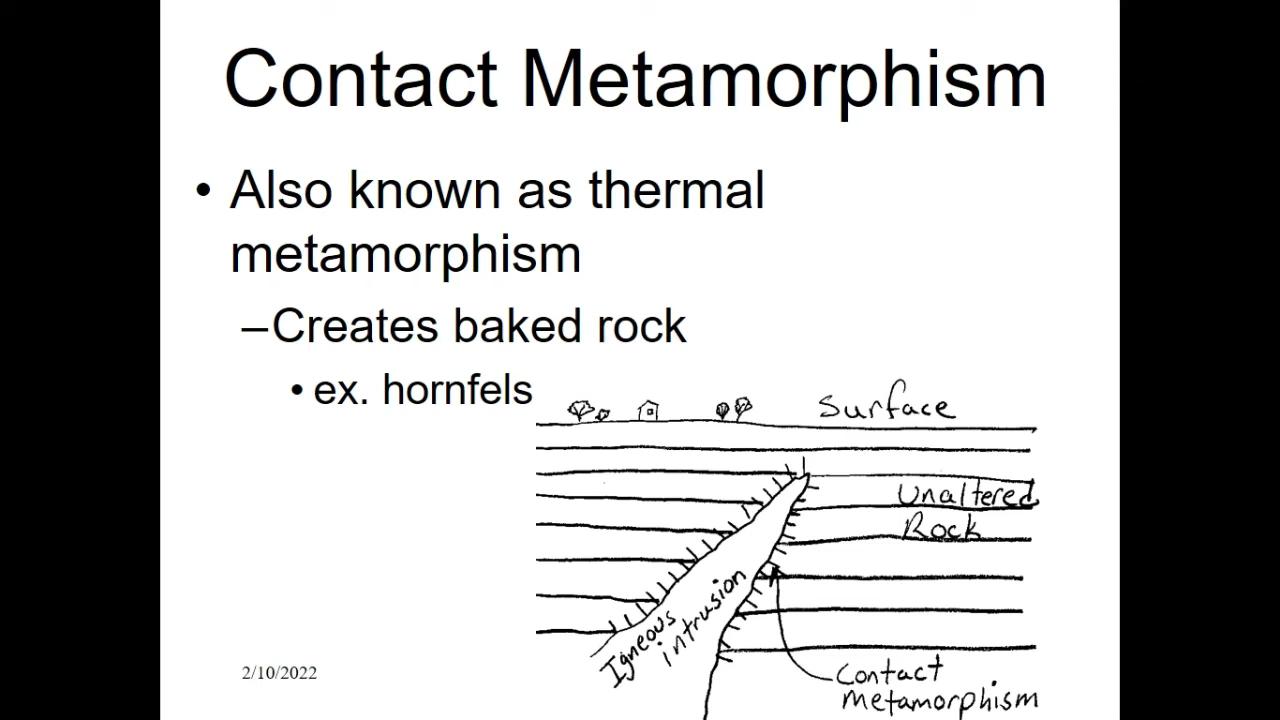 Contact Metamorphism
• Also known as thermal
metamorphism
–Creates baked rock
• ex. hornfels
Surface
Unaltered
Rock
Igneous
intrusion
Contact
metamorphism
2/10/2022